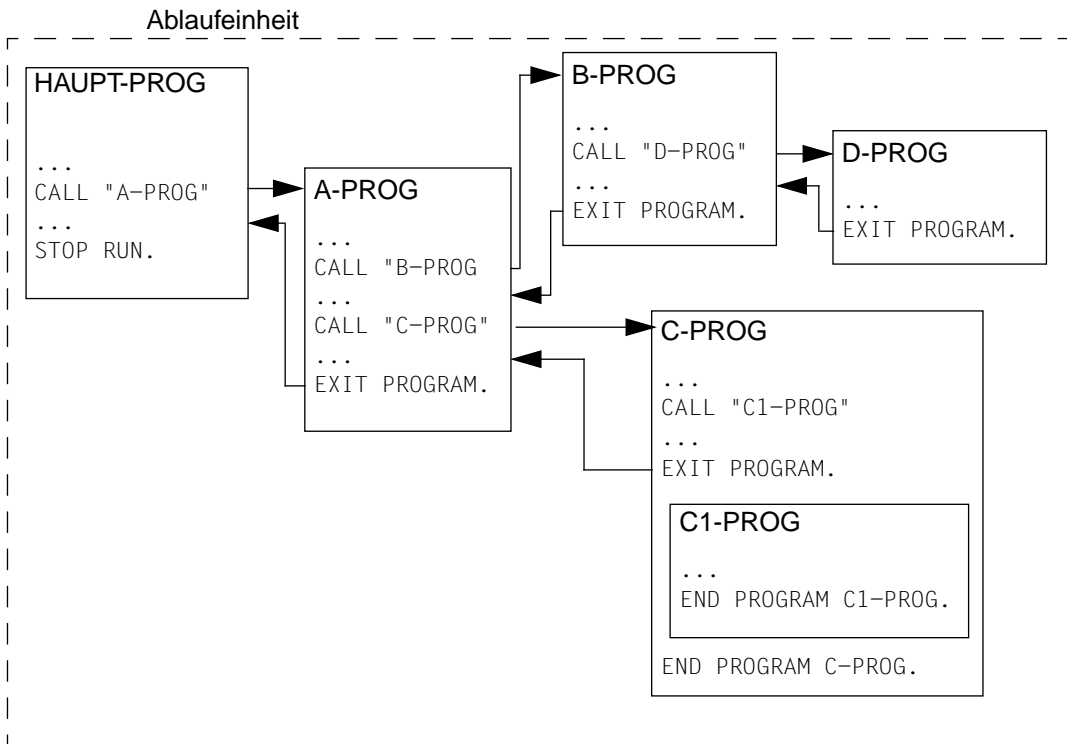 Ablaufeinheit
HAUPT-PROG
...
CALL "A-PROG"
...
STOP RUN.
A-PROG
...
CALL "B-PROG
...
CALL "C-PROG"
...
EXIT PROGRAM.
B-PROG
...
CALL "D-PROG"
...
EXIT PROGRAM.
D-PROG
...
EXIT PROGRAM.
C-PROG
...
CALL "C1-PROG"
...
EXIT PROGRAM.
C1-PROG
...
END PROGRAM C1-PROG.
END PROGRAM C-PROG.